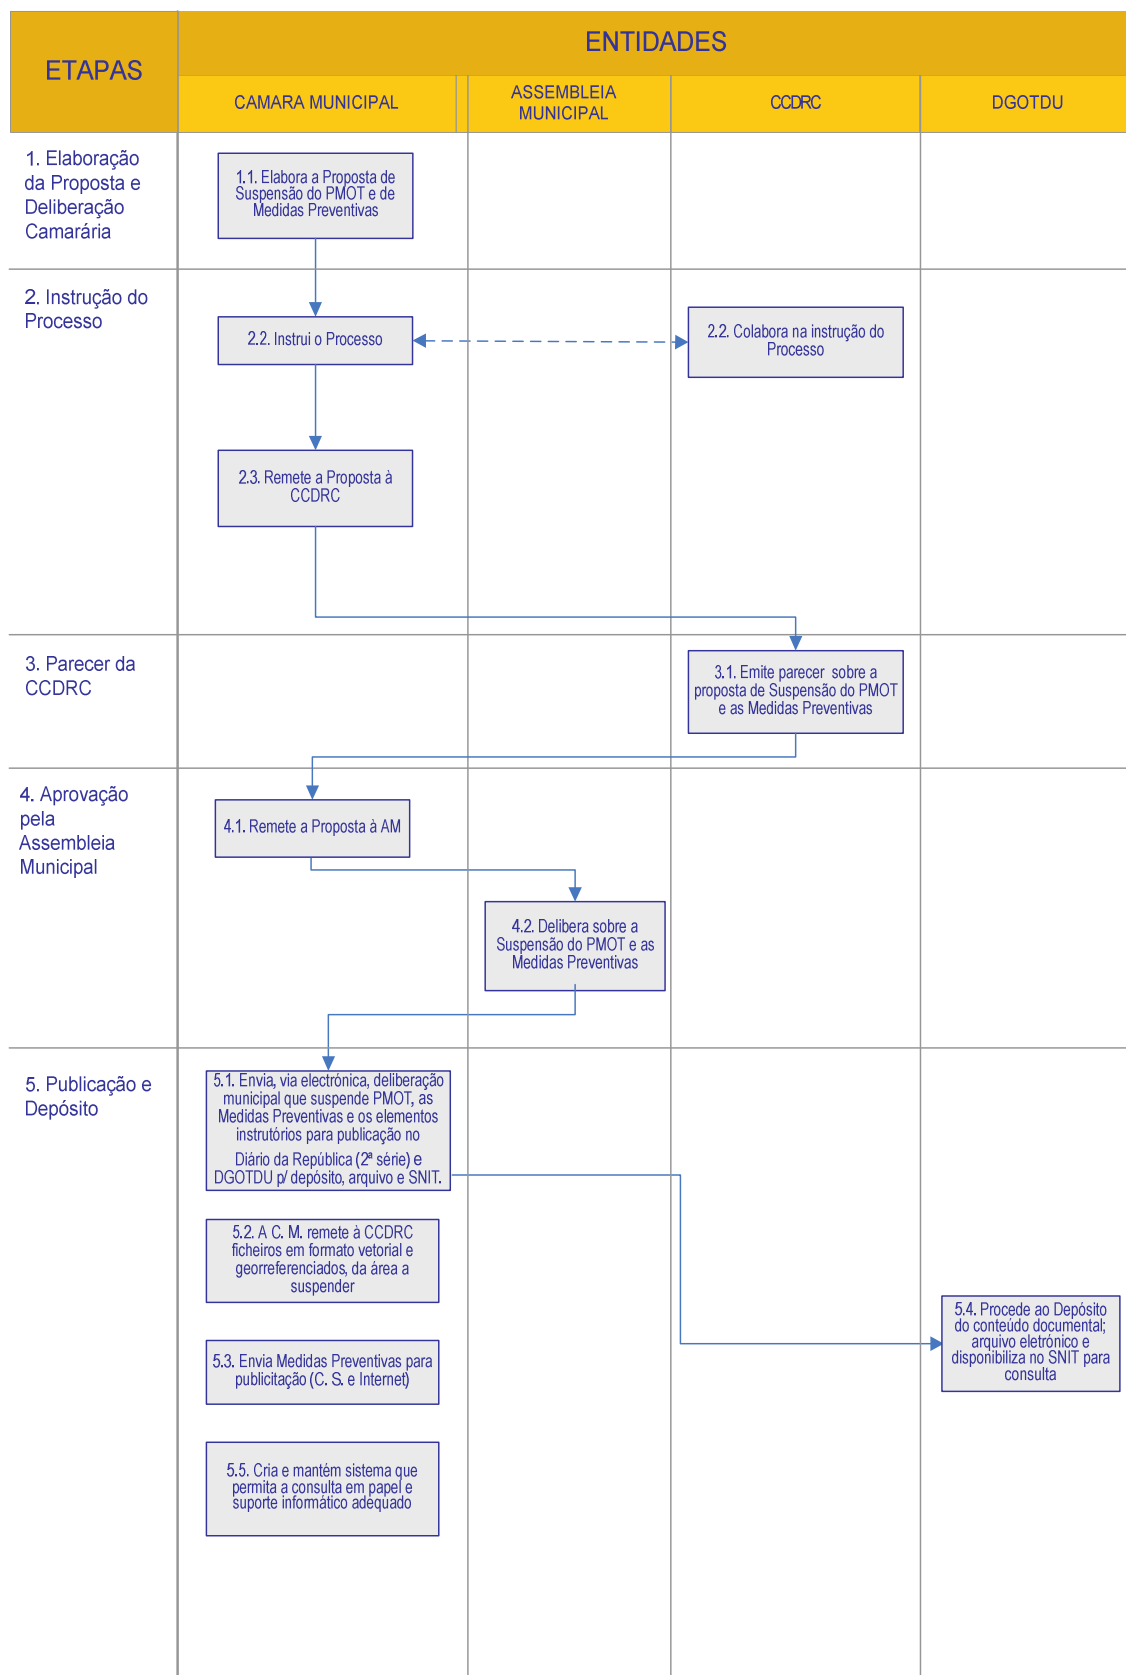 ETAPAS
ENTIDADES
CAMARA MUNICIPAL
ASSEMBLEIA
MUNICIPAL
CCDRC
DGOTDU
1. Elaboração
da Proposta e
Deliberação
Camarária
1.1. Elabora a Proposta de
Suspensão do PMOT e de
Medidas Preventivas
2. Instrução do
Processo
2.2. Instrui o Processo
2.2. Colabora na instrução do
Processo
2.3. Remete a Proposta à
CCDRC
3. Parecer da
CCDRC
3.1. Emite parecer sobre a
proposta de Suspensão do PMOT
e as Medidas Preventivas
4. Aprovação
pela
Assembleia
Municipal
4.1. Remete a Proposta à AM
4.2. Delibera sobre a
Suspensão do PMOT e as
Medidas Preventivas
5. Publicação e
Depósito
5.1. Envia, via electrónica, deliberação
municipal que suspende PMOT, as
Medidas Preventivas e os elementos
instrutórios para publicação no
Diário da República (2ª série) e
DGOTDU p/ depósito, arquivo e SNIT.
5.2. A C. M. remete à CCDRC
ficheiros em formato vetorial e
georreferenciados, da área a
suspender
5.3. Envia Medidas Preventivas para
publicitação (C. S. e Internet)
5.4. Procede ao Depósito
do conteúdo documental;
arquivo eletrónico e
disponibiliza no SNIT para
consulta
5.5. Cria e mantém sistema que
permita a consulta em papel e
suporte informático adequado